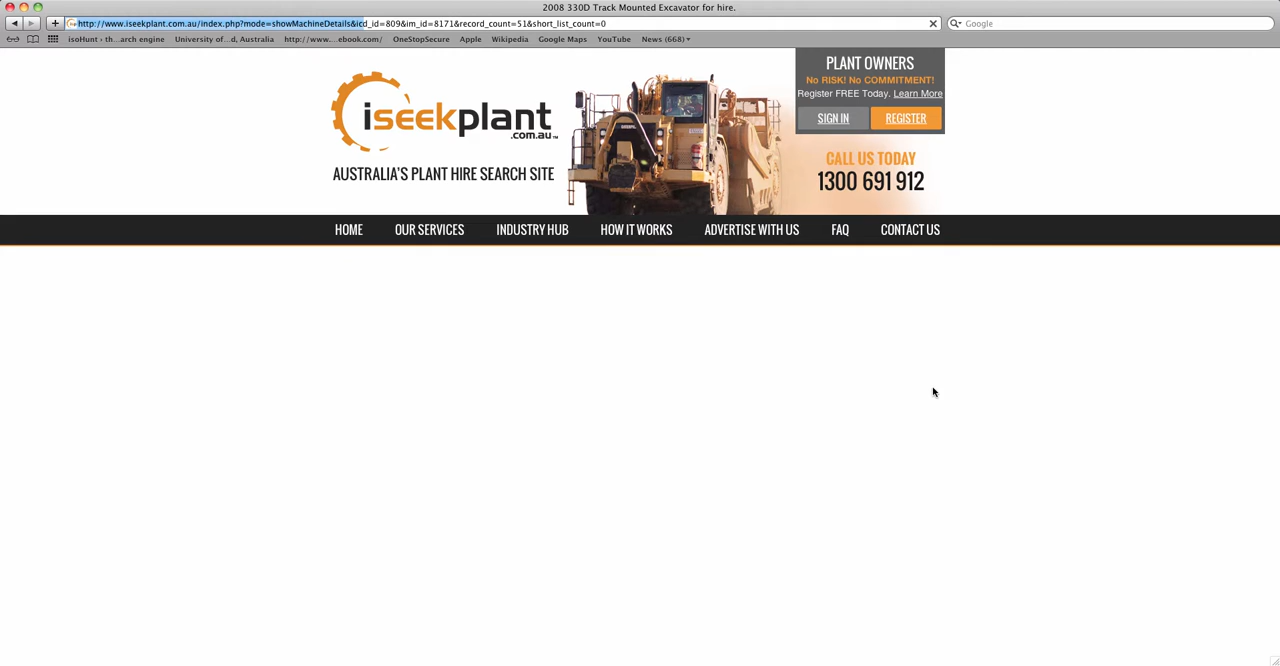 2008 330D Track Mounted Excavator for hire.
http://www.iseekplant.com.au/index.php?mode=showMachineDetails&icd_id=809&im_id=8171&record_count=51&short_list_count=0
Google
isoHunt › th...arch engine University of...d, Australia http://www....ebook.com/ OneStopSecure Apple Wikipedia Google Maps YouTube News (668)
iseekplant
.com.au
AUSTRALIA'S PLANT HIRE SEARCH SITE
PLANT OWNERS
No RISK! No COMMITMENT!
Register FREE Today. Learn More
SIGN IN REGISTER
CALL US TODAY
1300 691 912
HOME OUR SERVICES INDUSTRY HUB HOW IT WORKS ADVERTISE WITH US FAQ CONTACT US